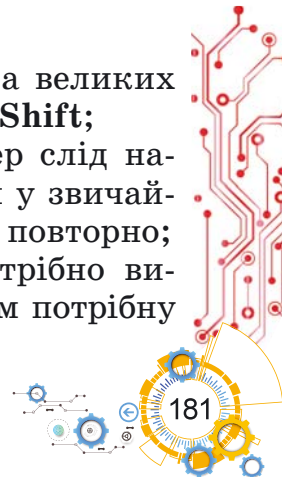 а великих
Shift;
ер слід на-
у звичай-
повторно;
трібно ви-
м потрібну
181